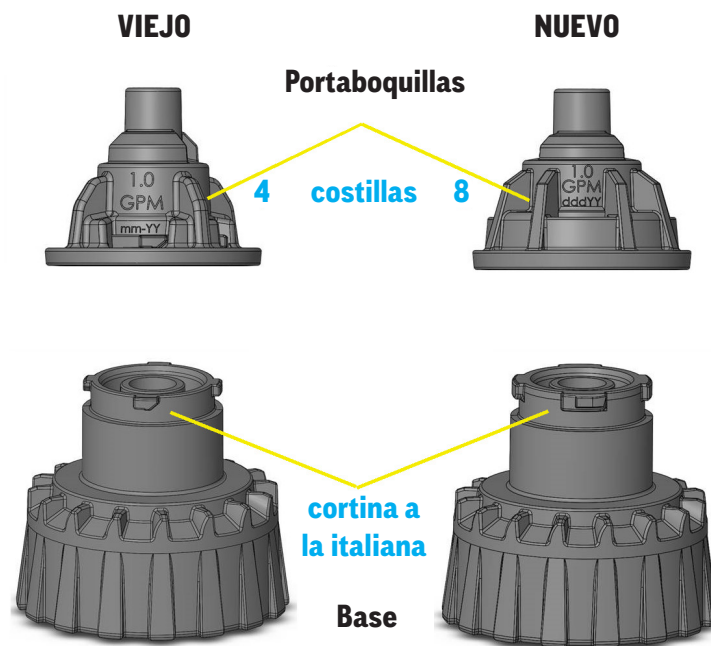 VIEJO
NUEVO
Portaboquillas
1.0
GPM
mm-YY
4 costillas 8
1.0
GPM
dddYY
cortina a
la italiana
Base